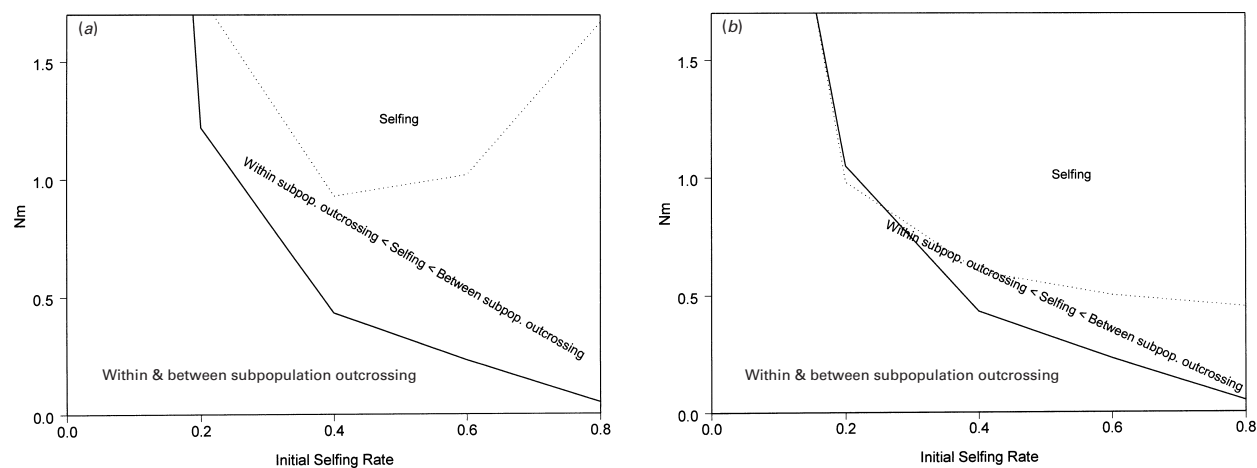 (a)
1.5
1.0
0.5
0.0
Nm
Selfing
Within subpop. outcrossing < Selfing < Between subpop. outcrossing
Within & between subpopulation outcrossing
0.0 0.2 0.4 0.6 0.8
Initial Selfing Rate
(b)
1.5
1.0
0.5
0.0
Nm
Selfing
Within subpop. outcrossing < Selfing < Between subpop. outcrossing
Within & between subpopulation outcrossing
0.0 0.2 0.4 0.6 0.8
Initial Selfing Rate